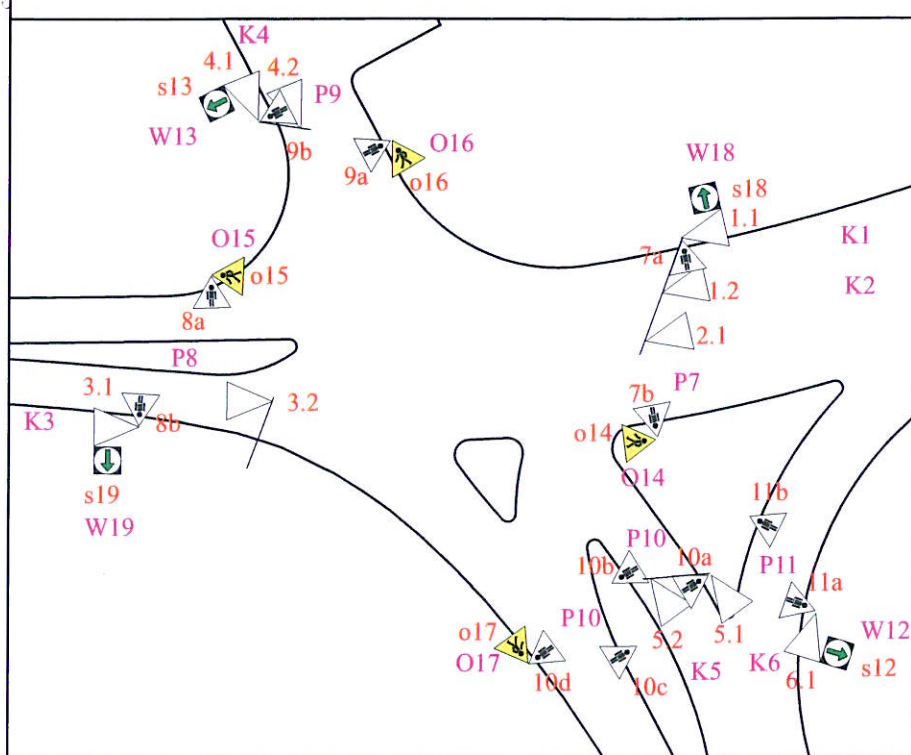 K4
4.1
4.2
s13
P9
W13
9b
9a
O16
o16
W18
s18
1.1
K1
7a
K2
1.2
2.1
O15
o15
8a
P8
3.1
8b
3.2
K3
s19
W19
7b
P7
o14
O14
11b
P10
10b
10a
P11
11a
5.2
5.1
K5
K6
6.1
W12
s12
o17
O17
P10
10d
10c